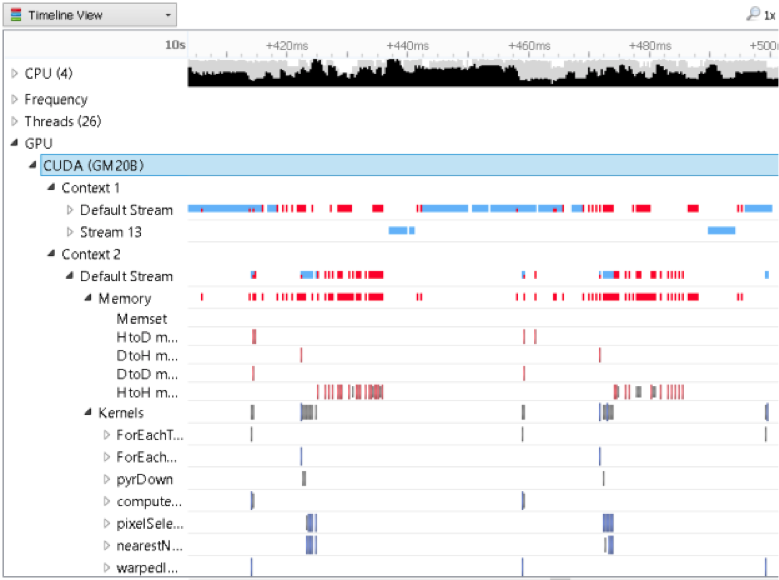 Timeline View
1x
10s +420ms +440ms +460ms +480ms +500
CPU (4)
Frequency
Threads (26)
GPU
CUDA (GM20B)
Context 1
Default Stream
Stream 13
Context 2
Default Stream
Memory
Memset
HtoD m...
DtoH m...
DtoD m...
HtoH m...
Kernels
ForEachT...
ForEach...
pyrDown
compute...
pixelSele...
nearestN...
warpedI...